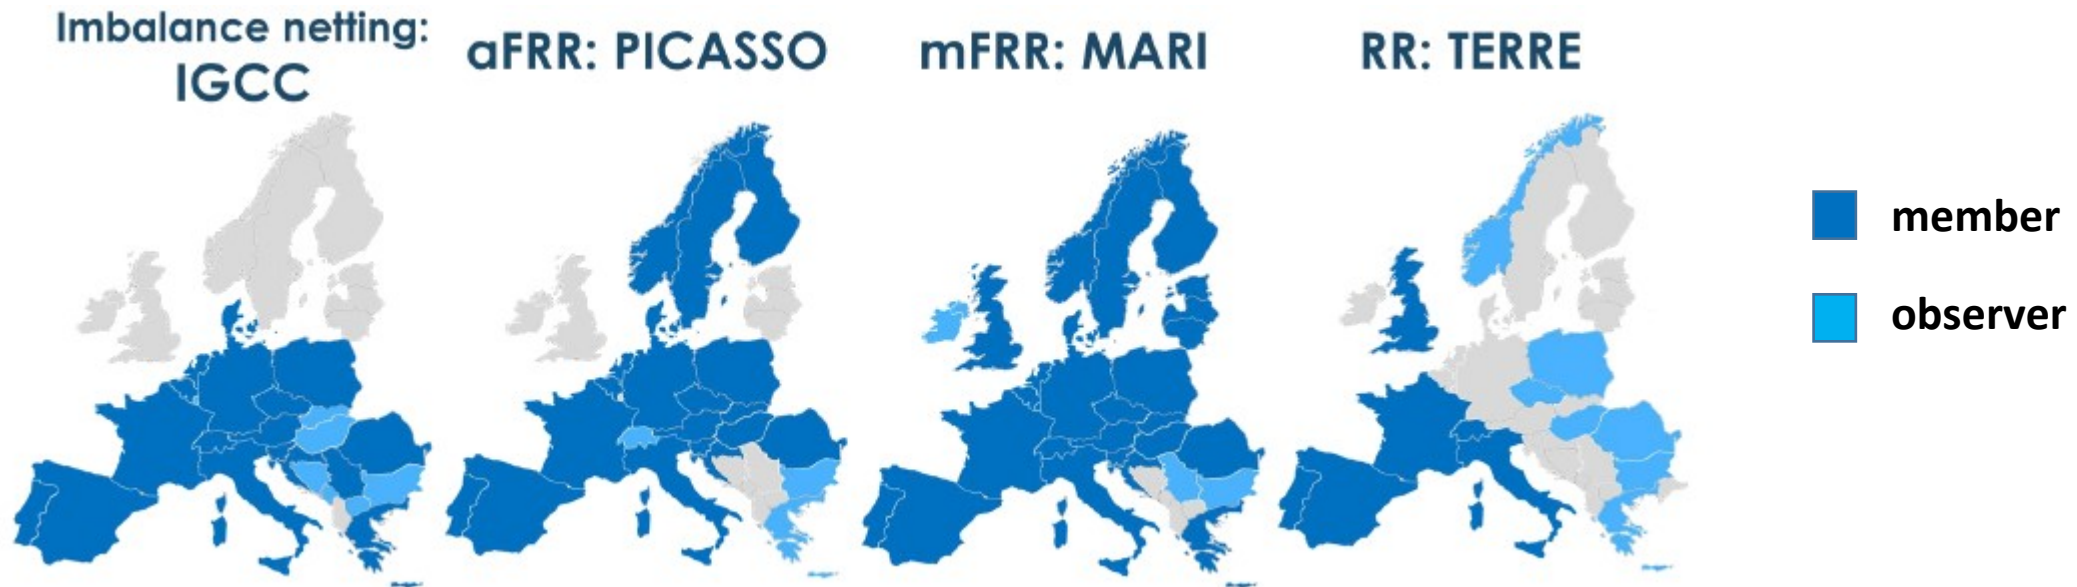 Imbalance netting:
IGCC
aFRR: PICASSO
mFRR: MARI
RR: TERRE
member
observer